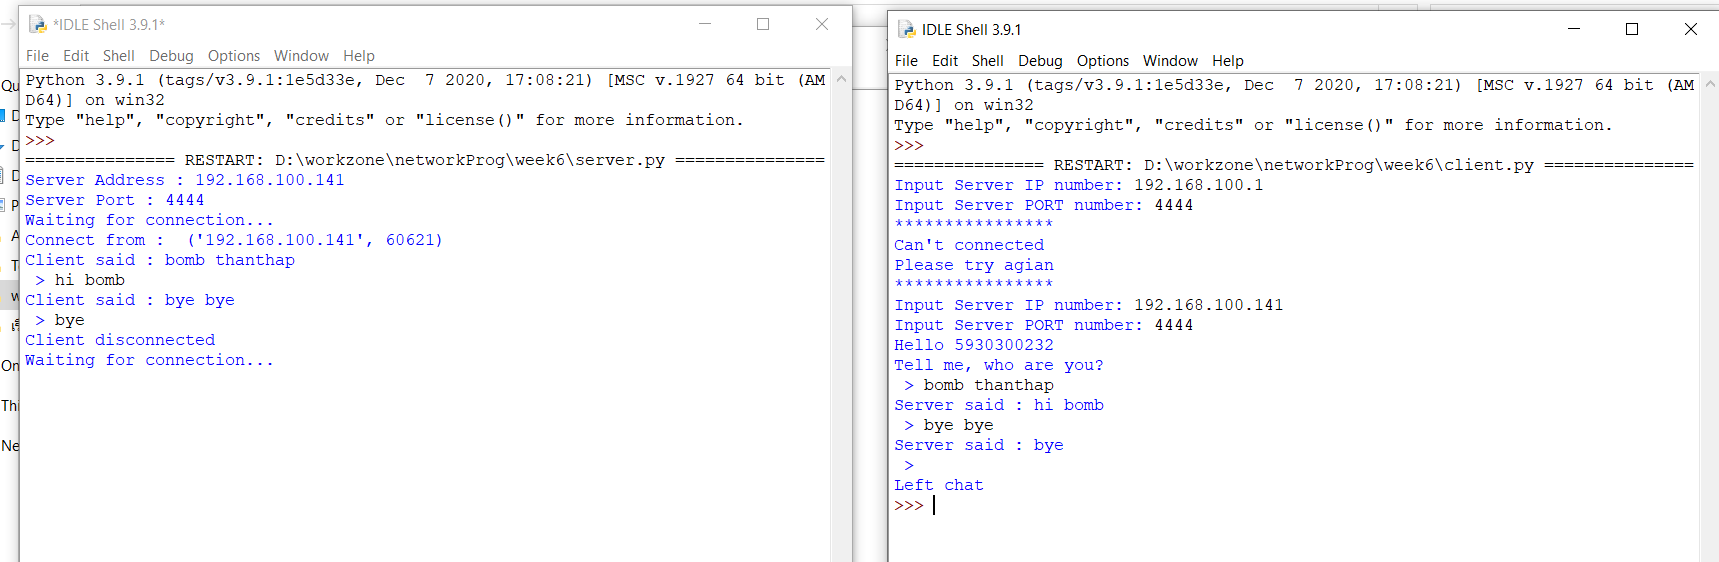 *IDLE Shell 3.9.1*
File Edit Shell Debug Options Window Help
Python 3.9.1 (tags/v3.9.1:1e5d33e, Dec  7 2020, 17:08:21) [MSC v.1927 64 bit (AM
D64)] on win32
Type "help", "copyright", "credits" or "license()" for more information.
>>>
=============== RESTART: D:\workzone\networkProg\week6\server.py ===============
Server Address : 192.168.100.141
Server Port : 4444
Waiting for connection...
Connect from :  ('192.168.100.141', 60621)
Client said : bomb thanthap
 > hi bomb
Client said : bye bye
 > bye
Client disconnected
Waiting for connection...
IDLE Shell 3.9.1
File Edit Shell Debug Options Window Help
Python 3.9.1 (tags/v3.9.1:1e5d33e, Dec  7 2020, 17:08:21) [MSC v.1927 64 bit (AM
D64)] on win32
Type "help", "copyright", "credits" or "license()" for more information.
>>>
=============== RESTART: D:\workzone\networkProg\week6\client.py ===============
Input Server IP number: 192.168.100.1
Input Server PORT number: 4444
****************
Can't connected
Please try agian
****************
Input Server IP number: 192.168.100.141
Input Server PORT number: 4444
Hello 5930300232
Tell me, who are you?
 > bomb thanthap
Server said : hi bomb
 > bye bye
Server said : bye
 >
Left chat
>>>